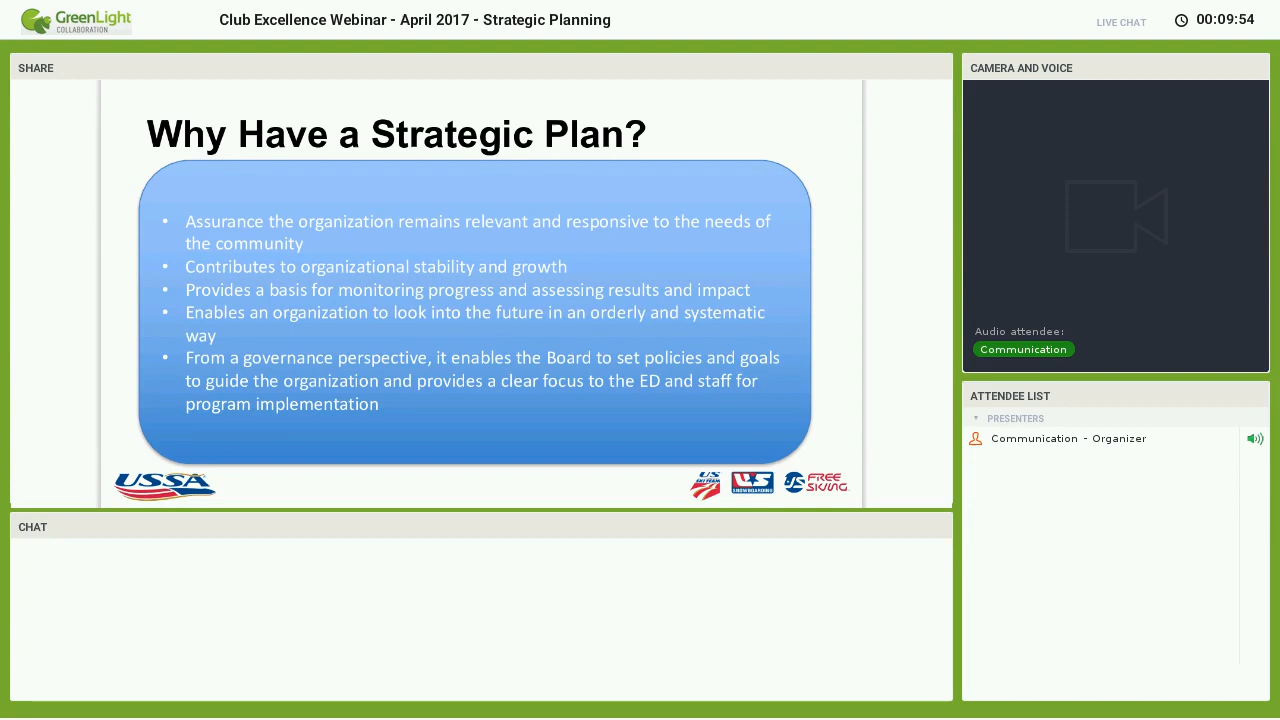 GreenLight
COLLABORATION
Club Excellence Webinar - April 2017 - Strategic Planning
LIVE CHAT
00:09:54
SHARE
Why Have a Strategic Plan?
• Assurance the organization remains relevant and responsive to the needs of
the community
• Contributes to organizational stability and growth
• Provides a basis for monitoring progress and assessing results and impact
• Enables an organization to look into the future in an orderly and systematic
way
• From a governance perspective, it enables the Board to set policies and goals
to guide the organization and provides a clear focus to the ED and staff for
program implementation
USSA
US
SKI TEAM
US
SNOWBOARDING
US FREE
SKIING
CHAT
CAMERA AND VOICE
Audio attendee:
Communication
ATTENDEE LIST
PRESENTERS
Communication - Organizer